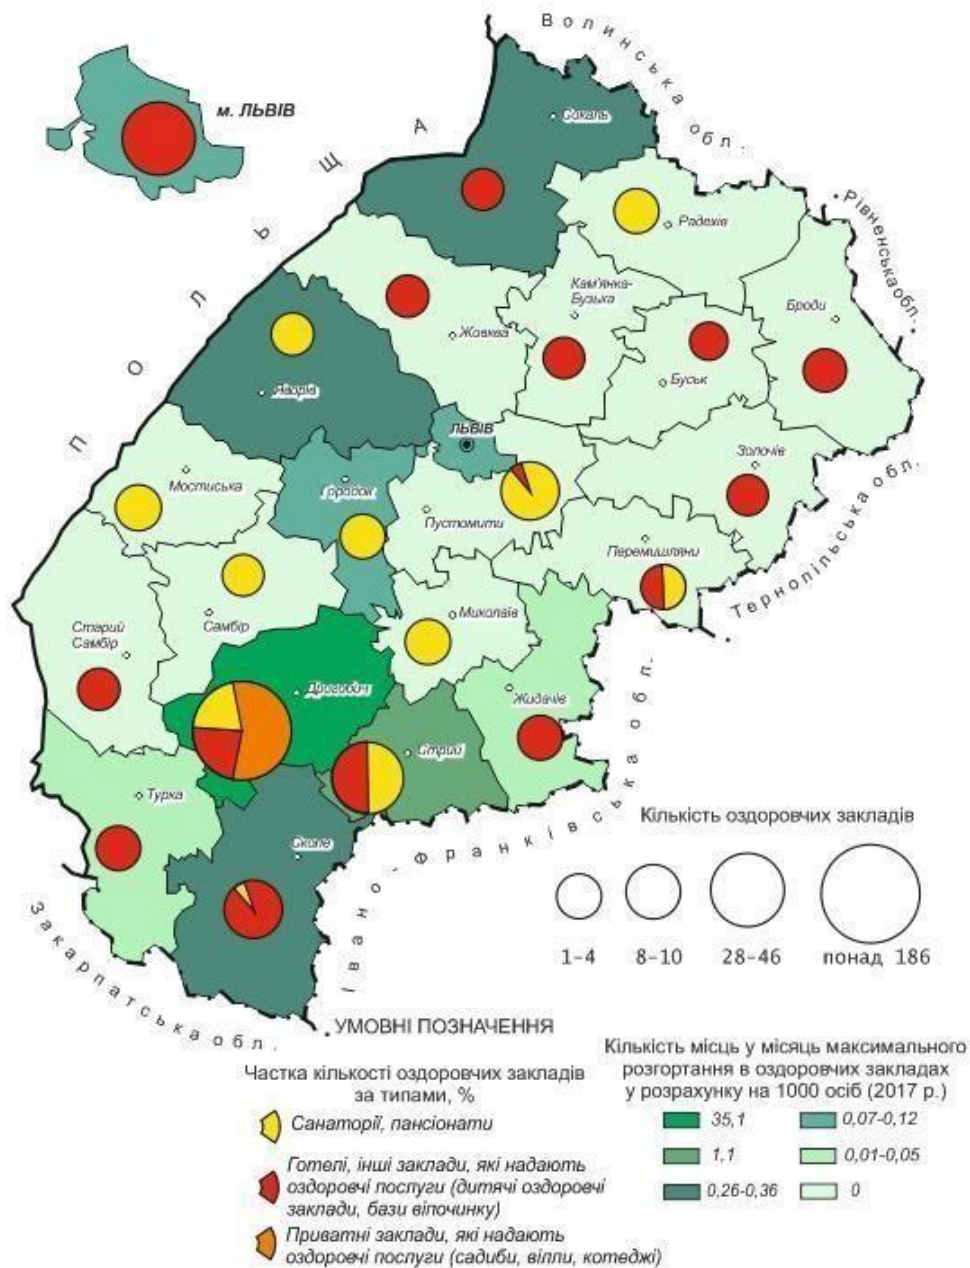 Волинська обл.
м. ЛЬВІВ
ПОЛЬЩА
Сокаль
Рівненська обл.
Радехів
Кам'янка-
Бузька
Броди
Жовква
Буськ
Яворів
ЛЬВІВ
Золочів
Мостиська
Городок
Пустомити
Перемишляни
Тернопільська обл.
Самбір
Миколаїв
Старий
Самбір
Дрогобич
Жидачів
Стрий
Турка
Івано-Франківська обл.
Сколе
Закарпатська обл.
Кількість оздоровчих закладів
1-4 8-10 28-46 понад 186
УМОВНІ ПОЗНАЧЕННЯ
Частка кількості оздоровчих закладів
за типами, %
Санаторії, пансіонати
Готелі, інші заклади, які надають
оздоровчі послуги (дитячі оздоровчі
заклади, бази віпочинку)
Приватні заклади, які надають
оздоровчі послуги (садиби, вілли, котеджі)
Кількість місць у місяць максимального
розгортання в оздоровчих закладах
у розрахунку на 1000 осіб (2017 р.)
35,1 0,07-0,12
1,1 0,01-0,05
0,26-0,36 0